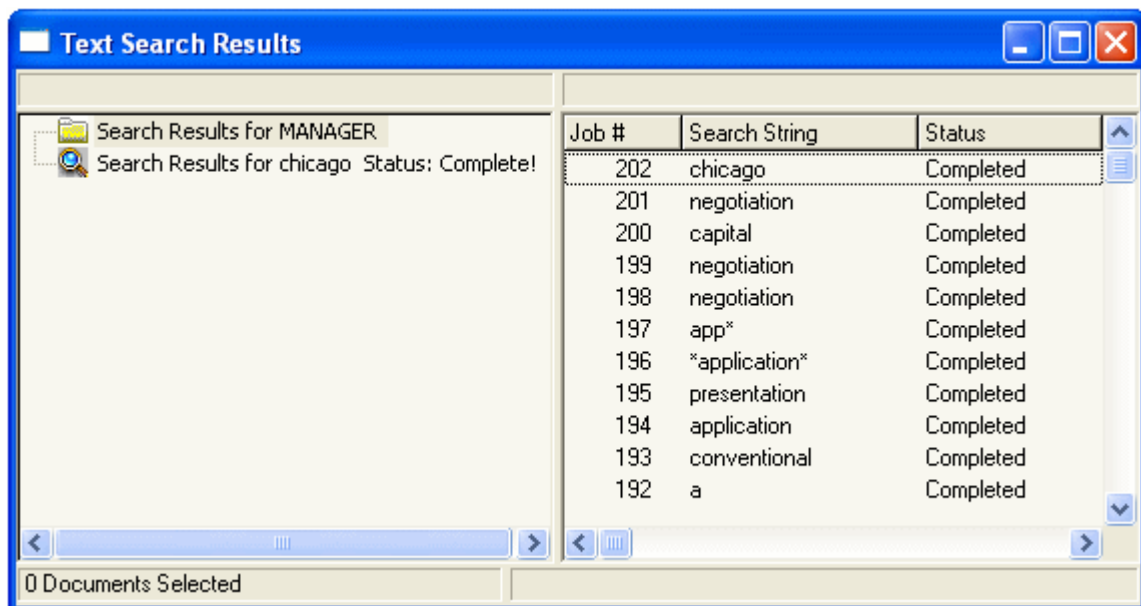 Text Search Results
Search Results for MANAGER
Search Results for chicago Status: Complete!
Job # Search String Status
202 chicago Completed
201 negotiation Completed
200 capital Completed
199 negotiation Completed
198 negotiation Completed
197 app* Completed
196 *application* Completed
195 presentation Completed
194 application Completed
193 conventional Completed
192 a Completed
0 Documents Selected